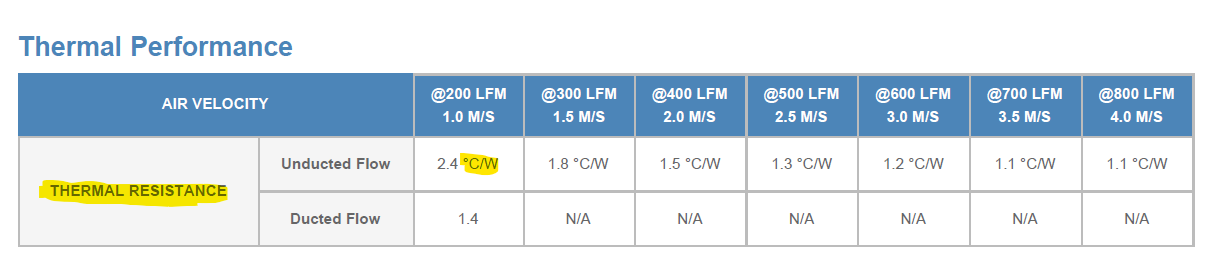 Thermal Performance
AIR VELOCITY
@200 LFM
1.0 M/S
@300 LFM
1.5 M/S
@400 LFM
2.0 M/S
@500 LFM
2.5 M/S
@600 LFM
3.0 M/S
@700 LFM
3.5 M/S
@800 LFM
4.0 M/S
THERMAL RESISTANCE
Unducted Flow
2.4 °C/W
1.8 °C/W
1.5 °C/W
1.3 °C/W
1.2 °C/W
1.1 °C/W
1.1 °C/W
Ducted Flow
1.4
N/A
N/A
N/A
N/A
N/A
N/A